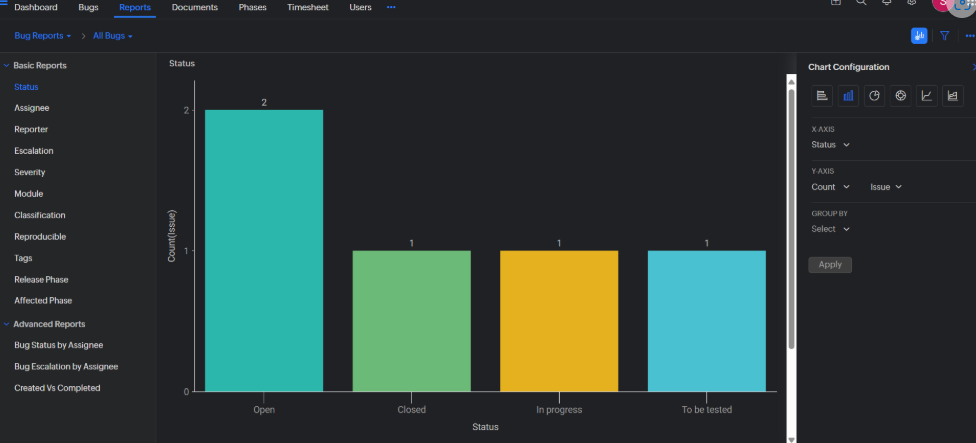 Dashboard Bugs Reports Documents Phases Timesheet Users
Bug Reports All Bugs
Basic Reports
Status
Assignee
Reporter
Escalation
Severity
Module
Classification
Reproducible
Tags
Release Phase
Affected Phase
Advanced Reports
Bug Status by Assignee
Bug Escalation by Assignee
Created Vs Completed
Status
Count(Issue)
2
1
0
2
1
1
1
Open Closed In progress To be tested
Status
Chart Configuration
X-AXIS
Status
Y-AXIS
Count Issue
GROUP BY
Select
Apply